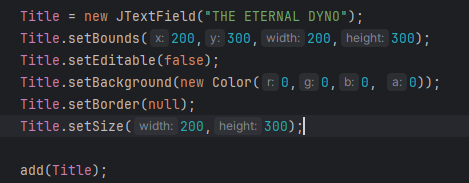 Title = new JTextField("THE ETERNAL DYNO");
Title.setBounds( x: 200, y: 300, width: 200, height: 300);
Title.setEditable(false);
Title.setBackground(new Color( r: 0, g: 0, b: 0, a: 0));
Title.setBorder(null);
Title.setSize( width: 200, height: 300);
add(Title);